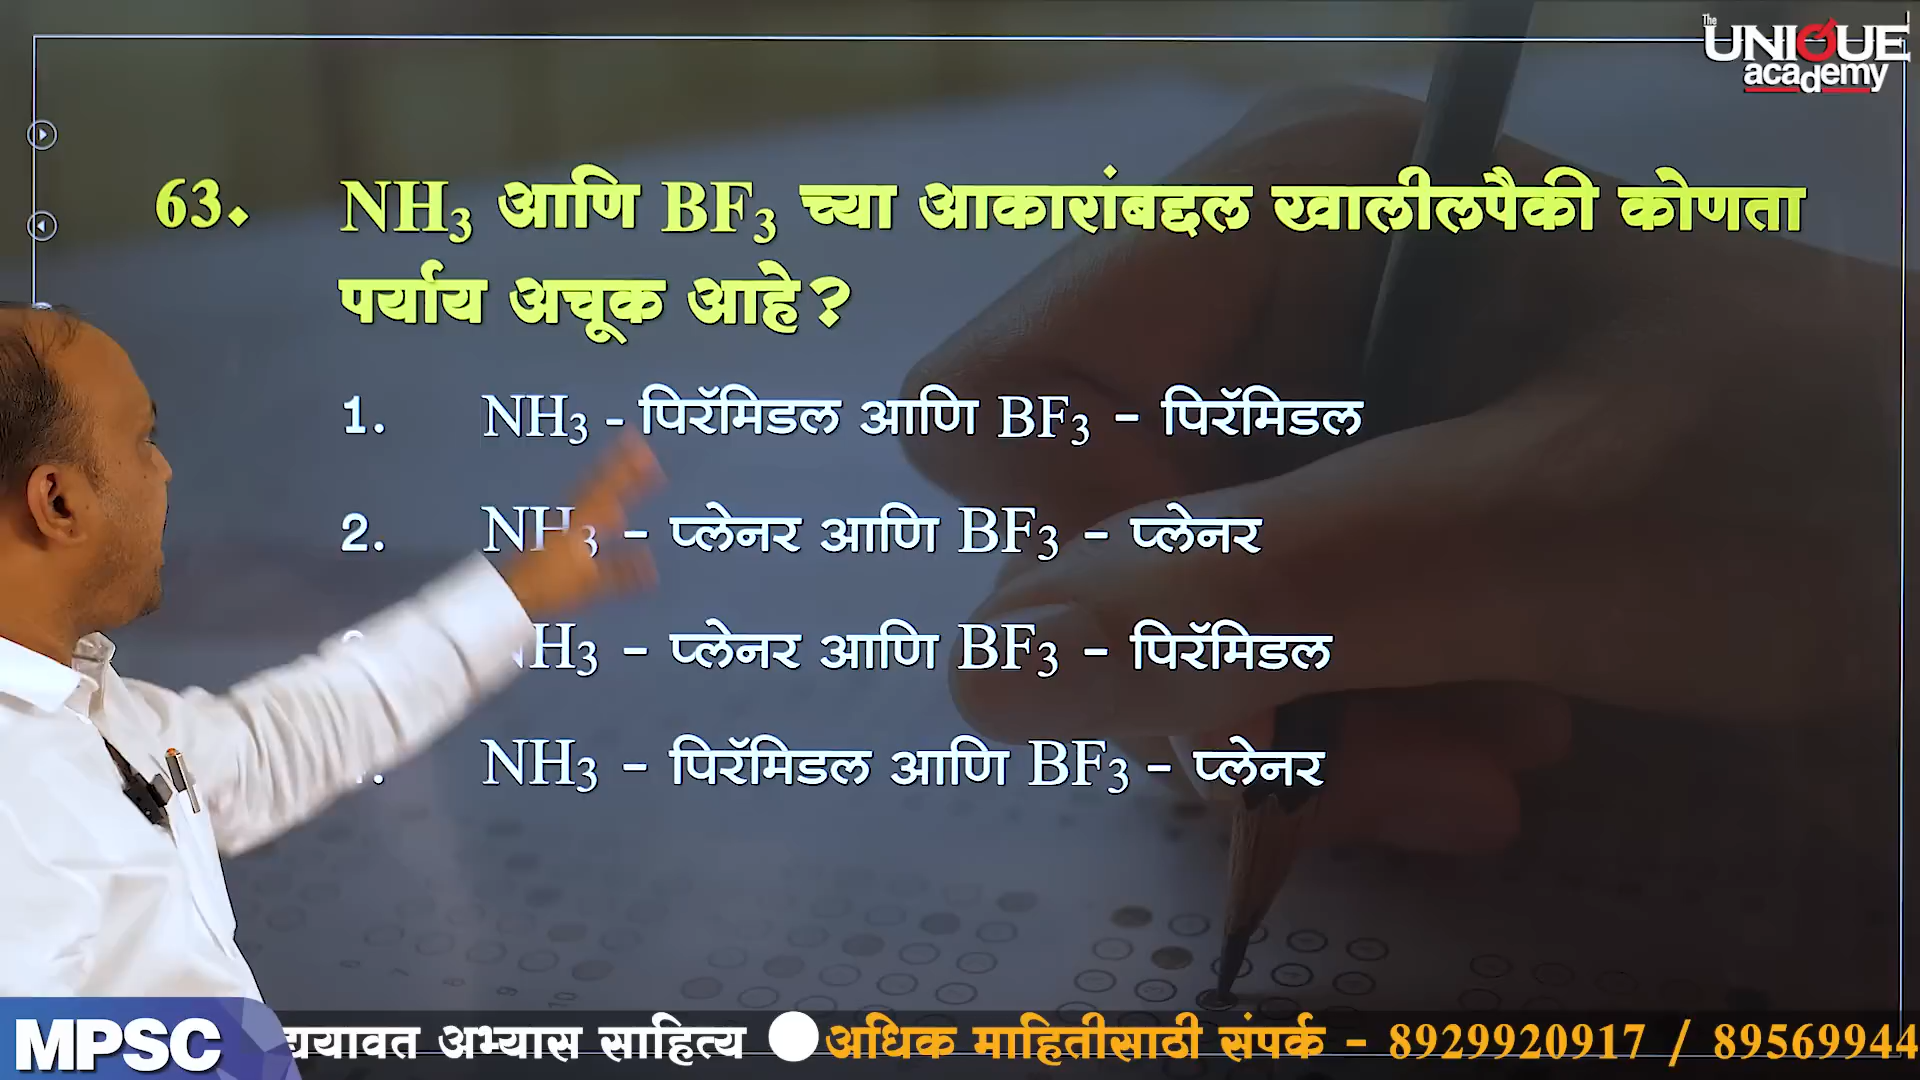 The
UNIQUE
academy
63. NH₃ आणि BF₃ च्या आकारांबद्दल खालीलपैकी कोणता
पर्याय अचूक आहे?
1. NH₃ - पिरॅमिडल आणि BF₃ - पिरॅमिडल
2. NH₃ - प्लेनर आणि BF₃ - प्लेनर
NH₃ - प्लेनर आणि BF₃ - पिरॅमिडल
NH₃ - पिरॅमिडल आणि BF₃ - प्लेनर
MPSC
अभ्यास साहित्य ● अधिक माहितीसाठी संपर्क - 8929920917 / 89569944